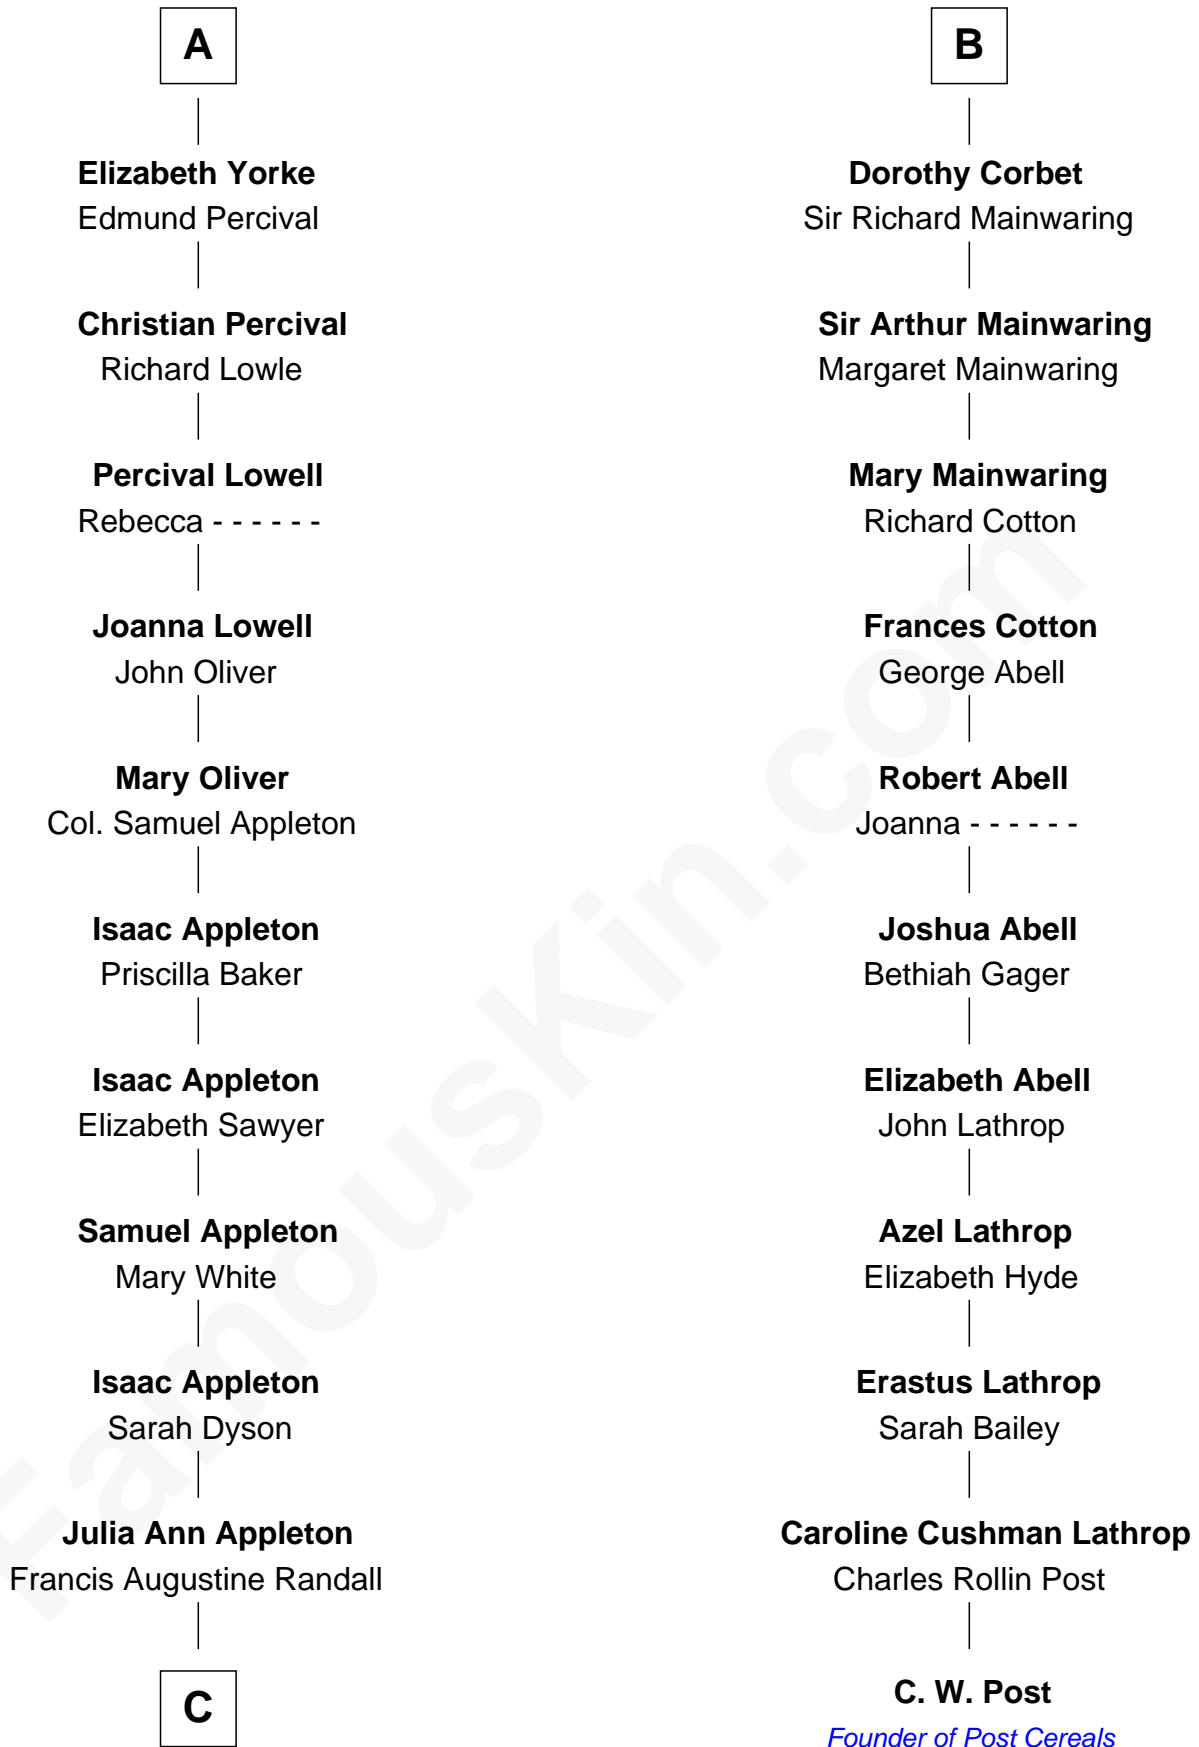 A
Elizabeth Yorke
Edmund Percival
Christian Percival
Richard Lowle
Percival Lowell
Rebecca - - - - - -
Joanna Lowell
John Oliver
Mary Oliver
Col. Samuel Appleton
Isaac Appleton
Priscilla Baker
Isaac Appleton
Elizabeth Sawyer
Samuel Appleton
Mary White
Isaac Appleton
Sarah Dyson
Julia Ann Appleton
Francis Augustine Randall
C
B
Dorothy Corbet
Sir Richard Mainwaring
Sir Arthur Mainwaring
Margaret Mainwaring
Mary Mainwaring
Richard Cotton
Frances Cotton
George Abell
Robert Abell
Joanna - - - - - -
Joshua Abell
Bethiah Gager
Elizabeth Abell
John Lathrop
Azel Lathrop
Elizabeth Hyde
Erastus Lathrop
Sarah Bailey
Caroline Cushman Lathrop
Charles Rollin Post
C. W. Post
Founder of Post Cereals
FamousKin.com